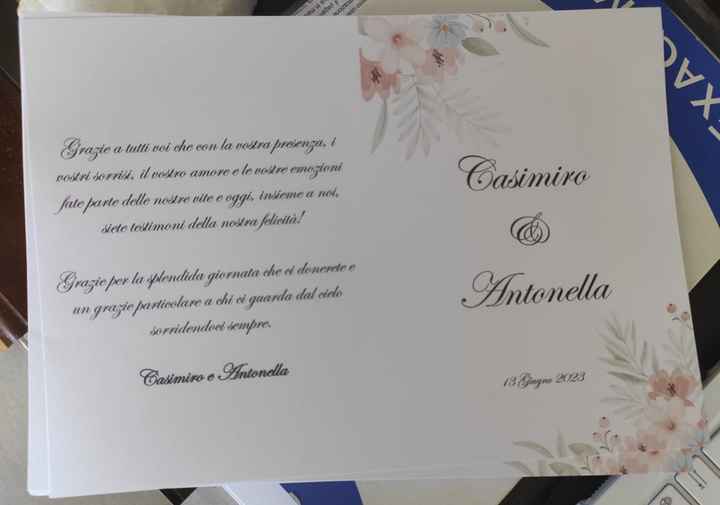 Grazie a tutti voi che con la vostra presenza, i
vostri sorrisi, il vostro amore e le vostre emozioni
fate parte delle nostre vite e oggi, insieme a noi,
siete testimoni della nostra felicità!
Grazie per la splendida giornata che ci donerete e
un grazie particolare a chi ci guarda dal cielo
sorridendoci sempre.
Casimiro e Antonella
Casimiro
&
Antonella
13 Giugno 2023
EXAC